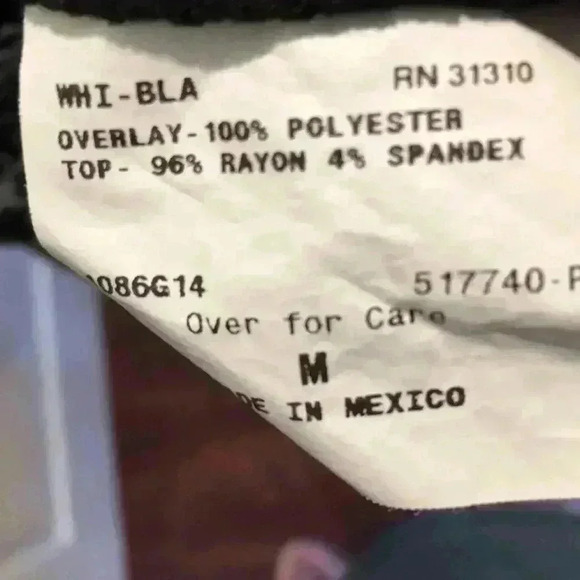 WHI-BLA RN 31310
OVERLAY-100% POLYESTER
TOP- 96% RAYON 4% SPANDEX
086G14 517740-P
Over for Care
M
DE IN MEXICO